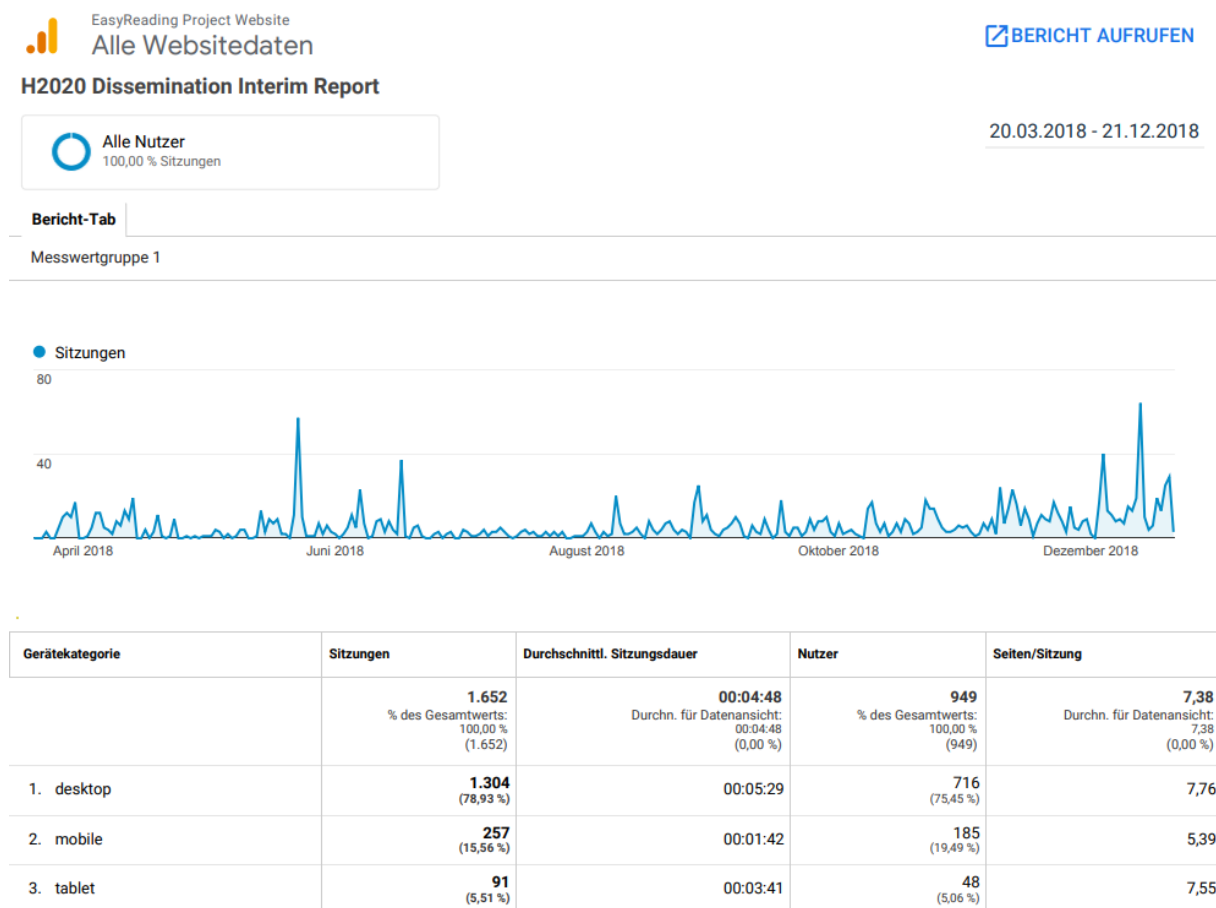 EasyReading Project Website
Alle Websitedaten
BERICHT AUFRUFEN
H2020 Dissemination Interim Report
Alle Nutzer
100,00 % Sitzungen
20.03.2018 - 21.12.2018
Bericht-Tab
Messwertgruppe 1
Sitzungen
80
40
April 2018 Juni 2018 August 2018 Oktober 2018 Dezember 2018
Gerätekategorie Sitzungen Durchschnittl. Sitzungsdauer Nutzer Seiten/Sitzung
1.652 00:04:48 949 7,38
% des Gesamtwerts: Durchn. für Datenansicht: % des Gesamtwerts: Durchn. für Datenansicht:
100,00 % 00:04:48 100,00 % 7,38
(1.652) (0,00 %) (949) (0,00 %)
1. desktop 1.304 00:05:29 716 7,76
(78,93 %) (75,45 %)
2. mobile 257 00:01:42 185 5,39
(15,56 %) (19,49 %)
3. tablet 91 00:03:41 48 7,55
(5,51 %) (5,06 %)